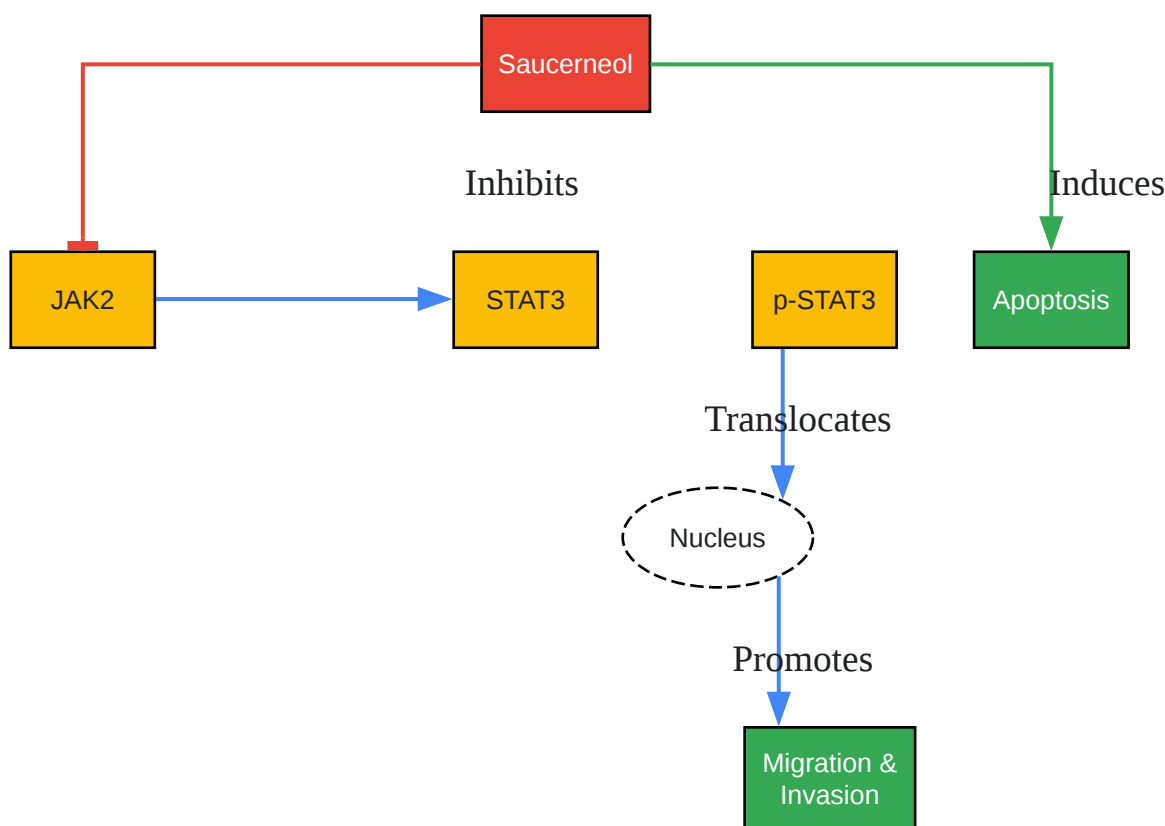 Saucerneol
Inhibits
Induces
JAK2
STAT3
p-STAT3
Apoptosis
Translocates
Nucleus
Promotes
Migration &
Invasion